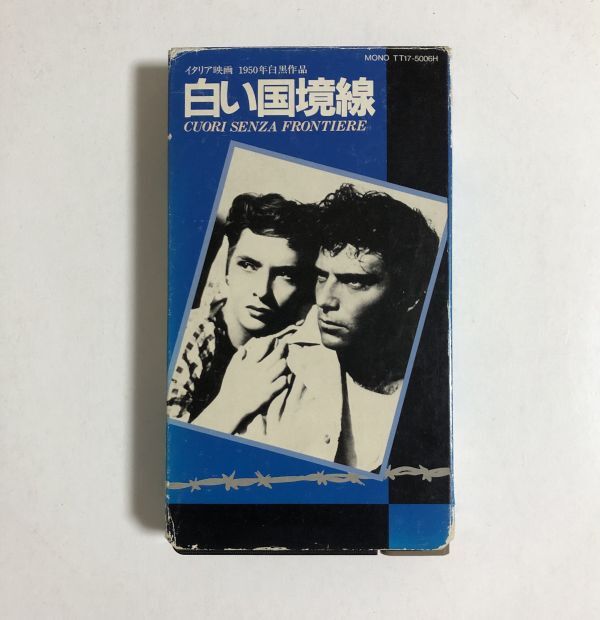 MONO TT17-5006H
イタリア映画 1950年白黒作品
白い国境線
CUORI SENZA FRONTIERE